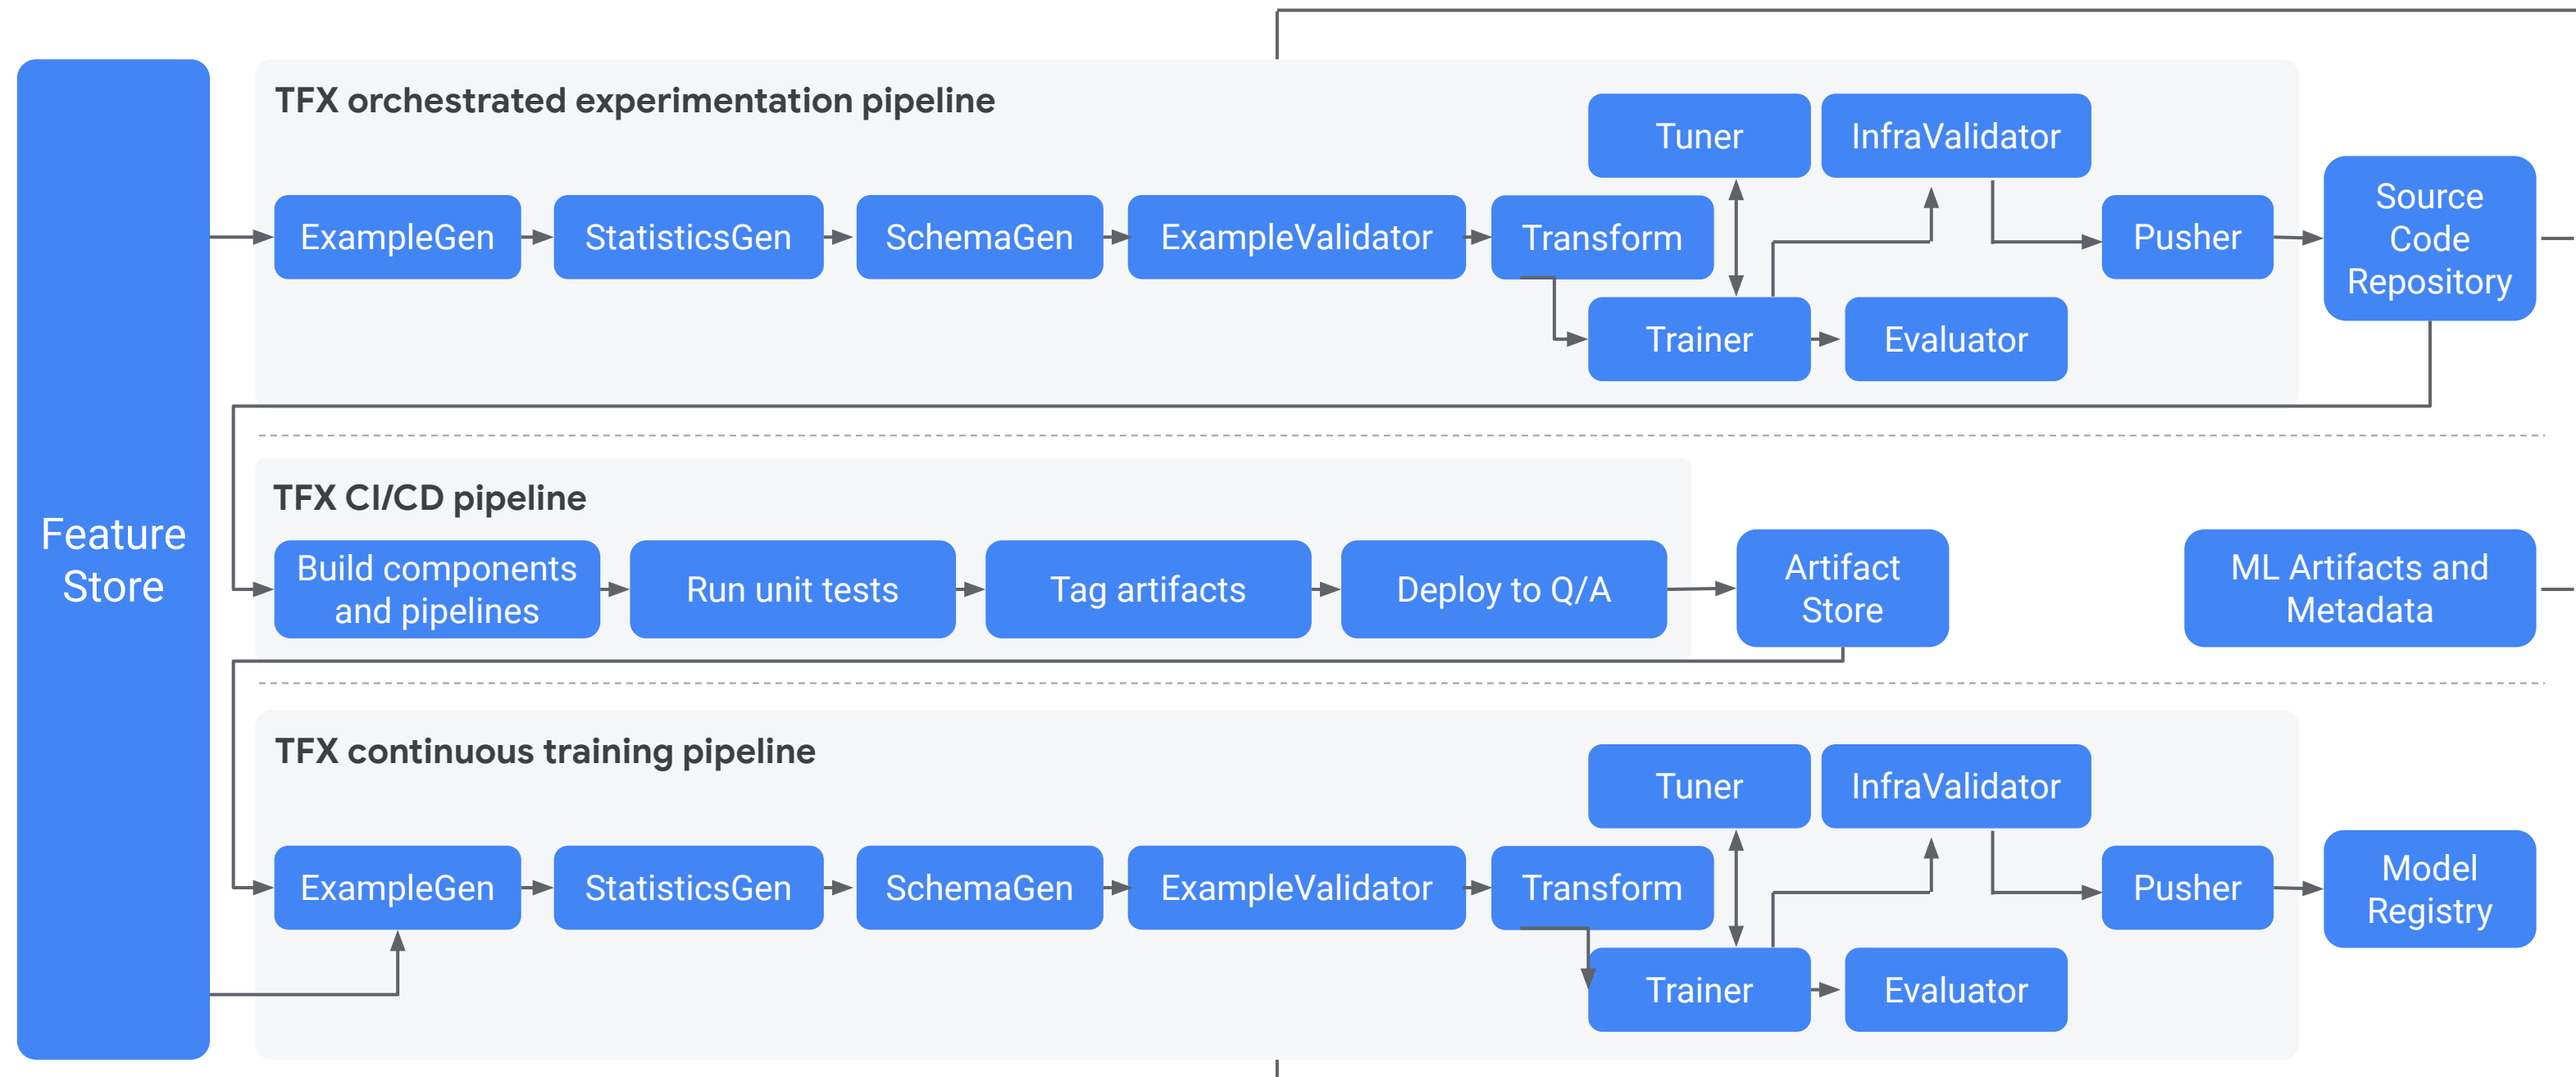 Feature
Store
TFX orchestrated experimentation pipeline
Tuner
InfraValidator
ExampleGen
StatisticsGen
SchemaGen
ExampleValidator
Transform
Pusher
Trainer
Evaluator
Source
Code
Repository
TFX CI/CD pipeline
Build components
and pipelines
Run unit tests
Tag artifacts
Deploy to Q/A
Artifact
Store
ML Artifacts and
Metadata
TFX continuous training pipeline
Tuner
InfraValidator
ExampleGen
StatisticsGen
SchemaGen
ExampleValidator
Transform
Pusher
Trainer
Evaluator
Model
Registry